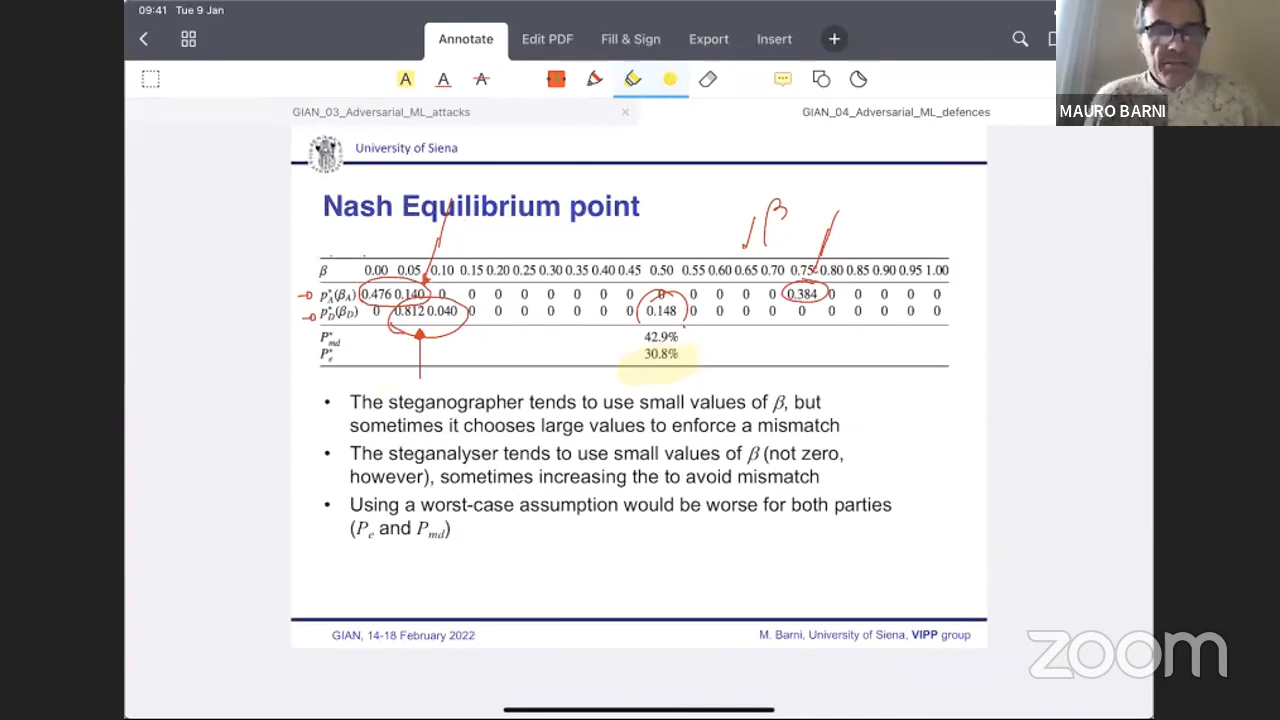 09:41 Tue 9 Jan
Annotate Edit PDF Fill & Sign Export Insert +
A A A
MAURO BARNI
GIAN_03_Adversarial_ML_attacks × GIAN_04_Adversarial_ML_defences
University of Siena
Nash Equilibrium point
β
β 0.00 0.05 0.10 0.15 0.20 0.25 0.30 0.35 0.40 0.45 0.50 0.55 0.60 0.65 0.70 0.75 0.80 0.85 0.90 0.95 1.00
p*A(βA) 0.476 0.140 0 0 0 0 0 0 0 0 0 0 0 0 0 0.384 0 0 0 0 0
p*D(βD) 0 0.812 0.040 0 0 0 0 0 0 0 0.148 0 0 0 0 0 0 0 0 0 0
P*md 42.9%
P*e 30.8%
• The steganographer tends to use small values of β, but
sometimes it chooses large values to enforce a mismatch
• The steganalyser tends to use small values of β (not zero,
however), sometimes increasing the to avoid mismatch
• Using a worst-case assumption would be worse for both parties
(Pe and Pmd)
GIAN, 14-18 February 2022 M. Barni, University of Siena, VIPP group
zoom